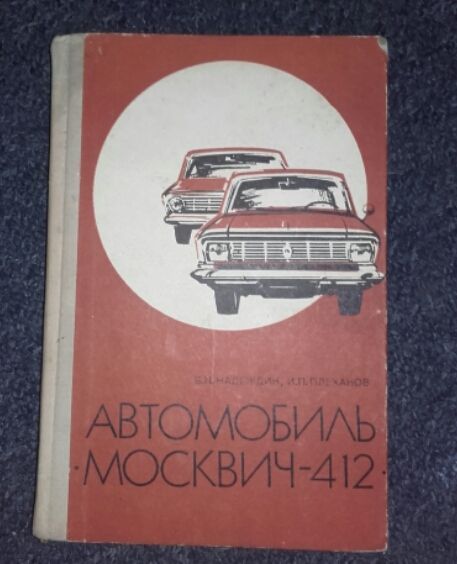 Б.Н. НАДЕЖДИН, И.П. ПЛЕХАНОВ
АВТОМОБИЛЬ
·МОСКВИЧ-412·